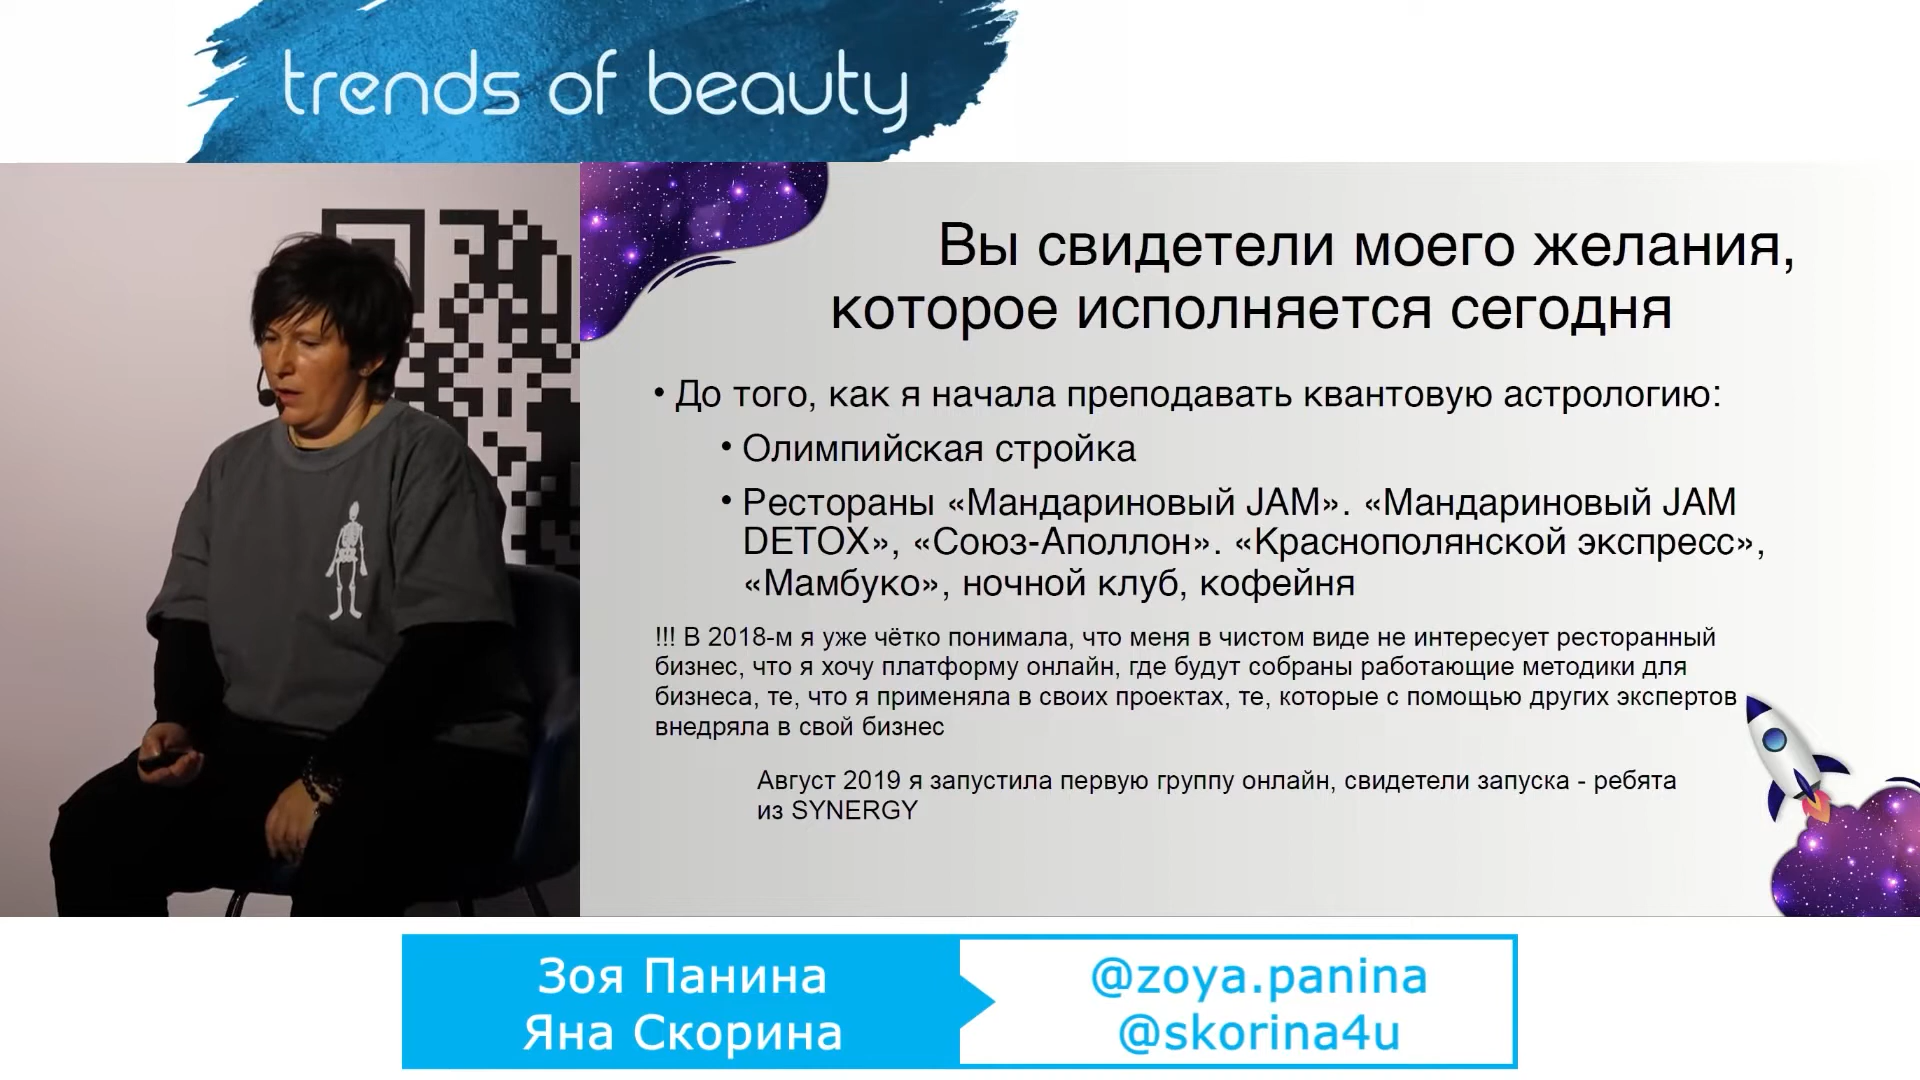 trends of beauty
Вы свидетели моего желания,
которое исполняется сегодня
• До того, как я начала преподавать квантовую астрологию:
• Олимпийская стройка
• Рестораны «Мандариновый JAM». «Мандариновый JAM
DETOX», «Союз-Аполлон». «Краснополянской экспресс»,
«Мамбуко», ночной клуб, кофейня
!!! В 2018-м я уже чётко понимала, что меня в чистом виде не интересует ресторанный
бизнес, что я хочу платформу онлайн, где будут собраны работающие методики для
бизнеса, те, что я применяла в своих проектах, те, которые с помощью других экспертов
внедряла в свой бизнес
Август 2019 я запустила первую группу онлайн, свидетели запуска - ребята
из SYNERGY
Зоя Панина
Яна Скорина
@zoya.panina
@skorina4u